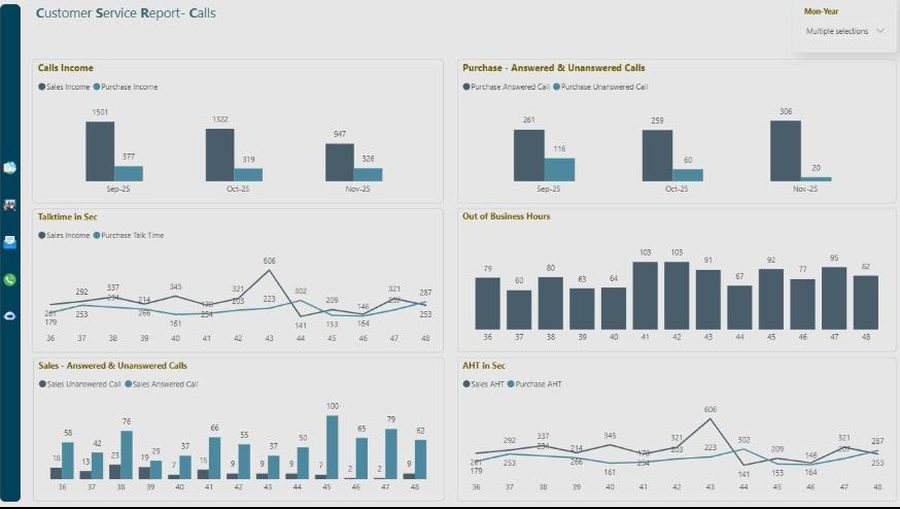 Customer Service Report- Calls
Mon-Year
Multiple selections
Calls Income
Sales Income Purchase Income
1501 377 1322 319 947 326
Sep-25 Oct-25 Nov-25
Purchase - Answered & Unanswered Calls
Purchase Answered Call Purchase Unanswered Call
261 116 259 60 306 20
Sep-25 Oct-25 Nov-25
Talktime in Sec
Sales Income Purchase Talk Time
292 337 214 345 321 606 302 209 146 321 287
179 253 266 161 254 223 141 153 164 253
36 37 38 39 40 41 42 43 44 45 46 47 48
Out of Business Hours
79 60 80 63 64 103 103 91 67 92 77 95
36 37 38 39 40 41 42 43 44 45 46 47 48
Sales - Answered & Unanswered Calls
Sales Unanswered Call Sales Answered Call
58 13 42 23 76 19 29 7 37 15 66 9 55 9 37 9 50 7 100 2 65 2 79 9 62
36 37 38 39 40 41 42 43 44 45 46 47 48
AHT in Sec
Sales AHT Purchase AHT
292 337 214 345 321 606 302 209 146 321 287
179 253 266 161 254 223 141 164 253
36 37 38 39 40 41 42 43 44 45 46 47 48